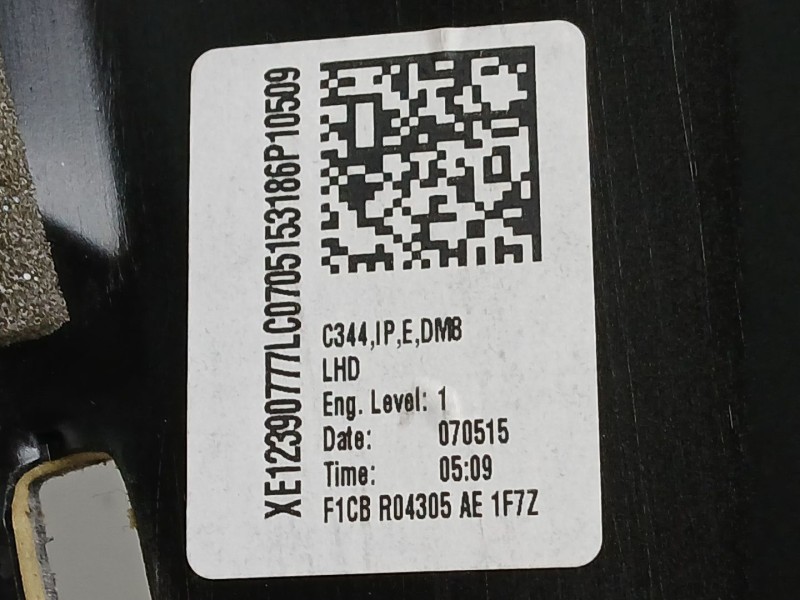 XE12390777LC0705153186P10509
C344,IP,E,DMB
LHD
Eng. Level: 1
Date: 070515
Time: 05:09
F1CB R04305 AE 1F7Z